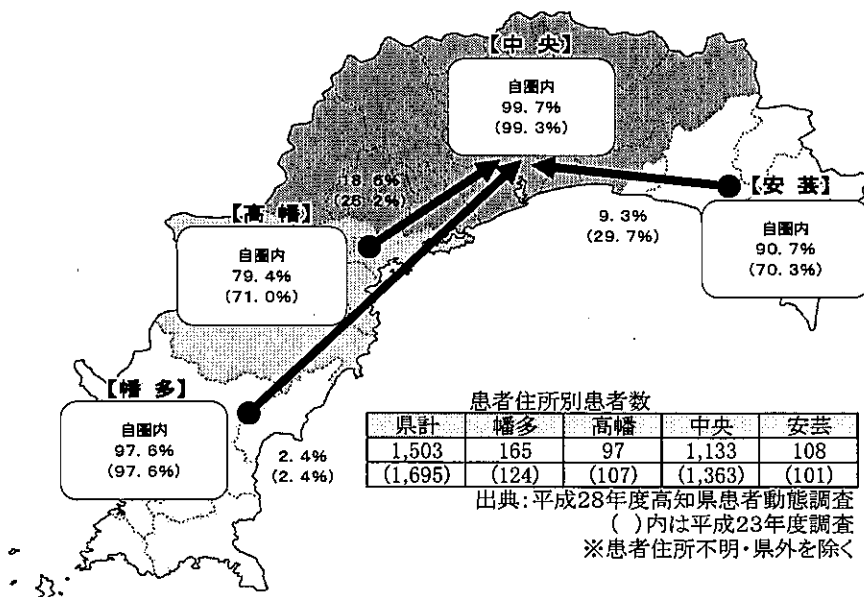 【中 央】
自圏内
99.7%
(99.3%)
18.6%
(26.2%)
【高 幡】
自圏内
79.4%
(71.0%)
【安 芸】
自圏内
90.7%
(70.3%)
9.3%
(29.7%)
【幡 多】
自圏内
97.6%
(97.6%)
2.4%
(2.4%)
患者住所別患者数
県計 幡多 高幡 中央 安芸
1,503 165 97 1,133 108
(1,695) (124) (107) (1,363) (101)
出典:平成28年度高知県患者動態調査
( )内は平成23年度調査
※患者住所不明・県外を除く